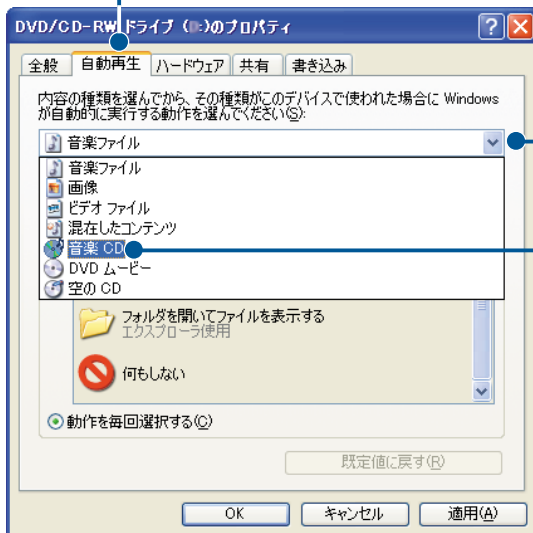 DVD/CD-RW ドライブ (:)のプロパティ
全般 自動再生 ハードウェア 共有 書き込み
内容の種類を選んでから、その種類がこのデバイスで使われた場合に Windows
が自動的に実行する動作を選んでください(S):
音楽ファイル
音楽ファイル
画像
ビデオ ファイル
混在したコンテンツ
音楽 CD
DVD ムービー
空の CD
フォルダを開いてファイルを表示する
エクスプローラ使用
何もしない
動作を毎回選択する(C)
既定値に戻す(R)
OK キャンセル 適用(A)